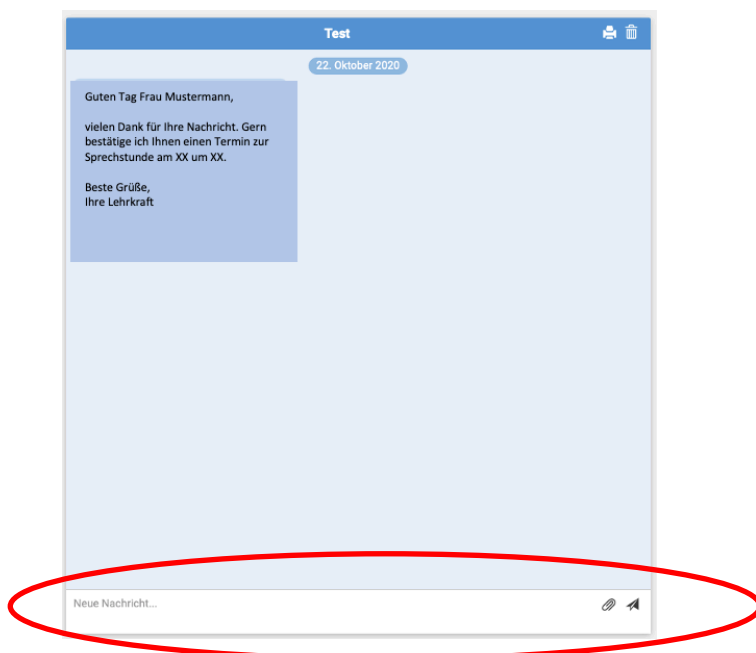 Test
22. Oktober 2020
Guten Tag Frau Mustermann,
vielen Dank für Ihre Nachricht. Gern
bestätige ich Ihnen einen Termin zur
Sprechstunde am XX um XX.
Beste Grüße,
Ihre Lehrkraft
Neue Nachricht...